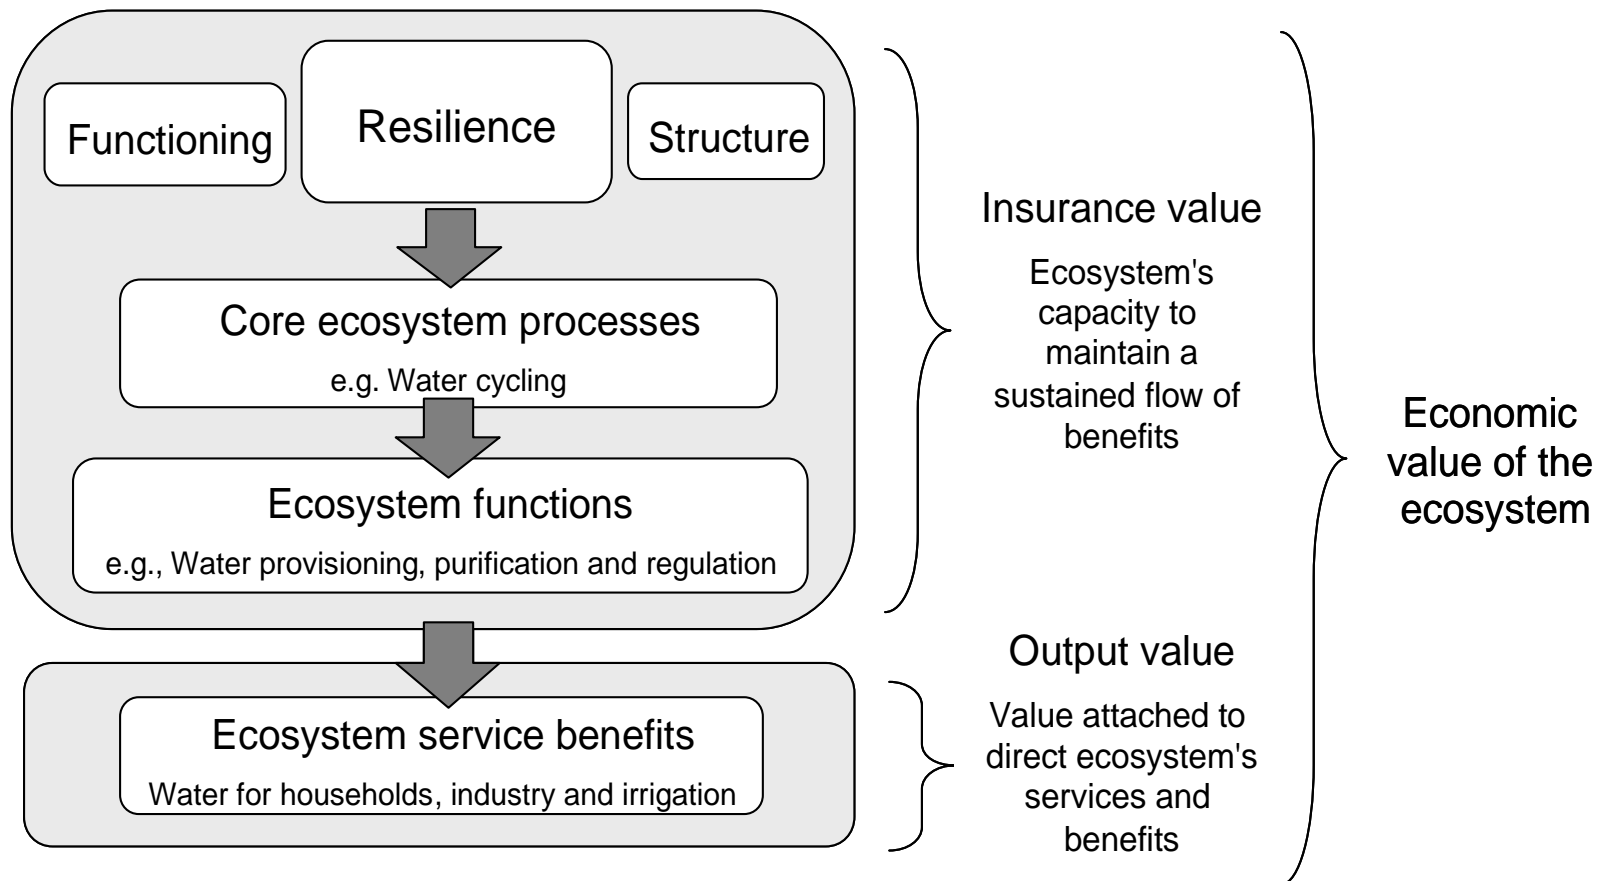 Functioning
Resilience
Structure
Core ecosystem processes
e.g. Water cycling
Ecosystem functions
e.g., Water provisioning, purification and regulation
Ecosystem service benefits
Water for households, industry and irrigation
Insurance value
Ecosystem's
capacity to
maintain a
sustained flow of
benefits
Output value
Value attached to
direct ecosystem's
services and
benefits
Economic
value of the
ecosystem